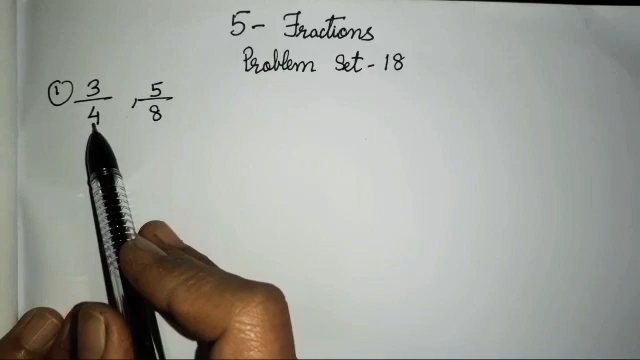 5 - Fractions
Problem Set - 18
① 3/4 , 5/8